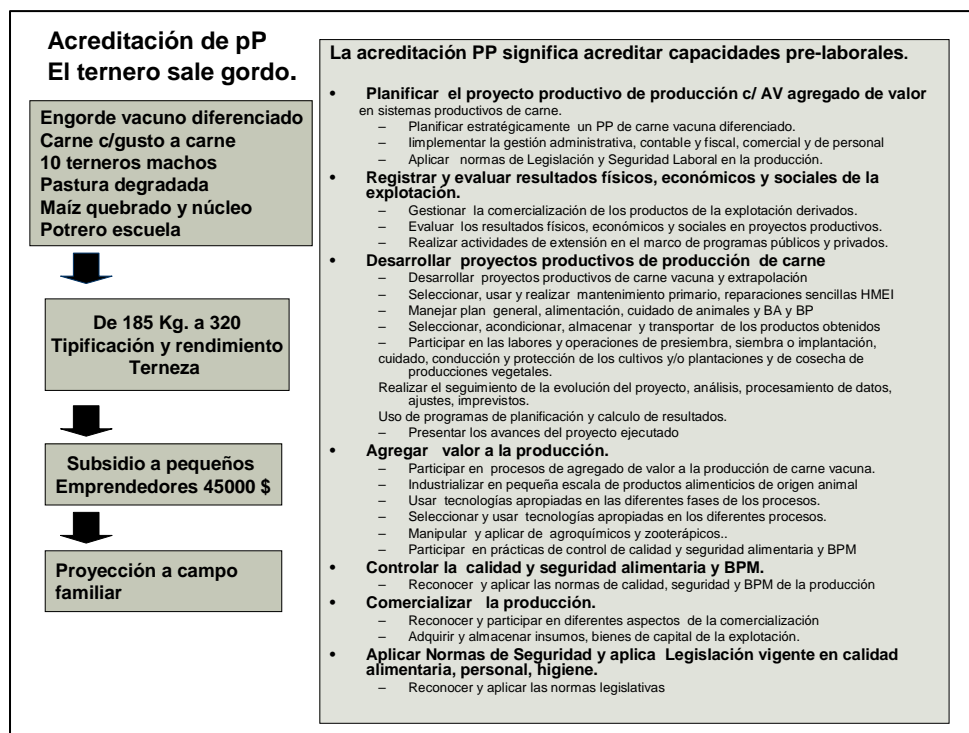 Acreditación de pP
El ternero sale gordo.
Engorde vacuno diferenciado
Carne c/gusto a carne
10 terneros machos
Pastura degradada
Maíz quebrado y núcleo
Potrero escuela
De 185 Kg. a 320
Tipificación y rendimiento
Terneza
Subsidio a pequeños
Emprendedores 45000 $
Proyección a campo
familiar
La acreditación PP significa acreditar capacidades pre-laborales.
• Planificar el proyecto productivo de producción c/ AV agregado de valor
en sistemas productivos de carne.
– Planificar estratégicamente un PP de carne vacuna diferenciado.
– Iimplementar la gestión administrativa, contable y fiscal, comercial y de personal
– Aplicar normas de Legislación y Seguridad Laboral en la producción.
• Registrar y evaluar resultados físicos, económicos y sociales de la
explotación.
– Gestionar la comercialización de los productos de la explotación derivados.
– Evaluar los resultados físicos, económicos y sociales en proyectos productivos.
– Realizar actividades de extensión en el marco de programas públicos y privados.
• Desarrollar proyectos productivos de producción de carne
– Desarrollar proyectos productivos de carne vacuna y extrapolación
– Seleccionar, usar y realizar mantenimiento primario, reparaciones sencillas HMEI
– Manejar plan general, alimentación, cuidado de animales y BA y BP
– Seleccionar, acondicionar, almacenar y transportar de los productos obtenidos
– Participar en las labores y operaciones de presiembra, siembra o implantación,
cuidado, conducción y protección de los cultivos y/o plantaciones y de cosecha de
producciones vegetales.
Realizar el seguimiento de la evolución del proyecto, análisis, procesamiento de datos,
ajustes, imprevistos.
Uso de programas de planificación y calculo de resultados.
– Presentar los avances del proyecto ejecutado
• Agregar valor a la producción.
– Participar en procesos de agregado de valor a la producción de carne vacuna.
– Industrializar en pequeña escala de productos alimenticios de origen animal
– Usar tecnologías apropiadas en las diferentes fases de los procesos.
– Seleccionar y usar tecnologías apropiadas en los diferentes procesos.
– Manipular y aplicar de agroquímicos y zooterápicos..
– Participar en prácticas de control de calidad y seguridad alimentaria y BPM
• Controlar la calidad y seguridad alimentaria y BPM.
– Reconocer y aplicar las normas de calidad, seguridad y BPM de la producción
• Comercializar la producción.
– Reconocer y participar en diferentes aspectos de la comercialización
– Adquirir y almacenar insumos, bienes de capital de la explotación.
• Aplicar Normas de Seguridad y aplica Legislación vigente en calidad
alimentaria, personal, higiene.
– Reconocer y aplicar las normas legislativas